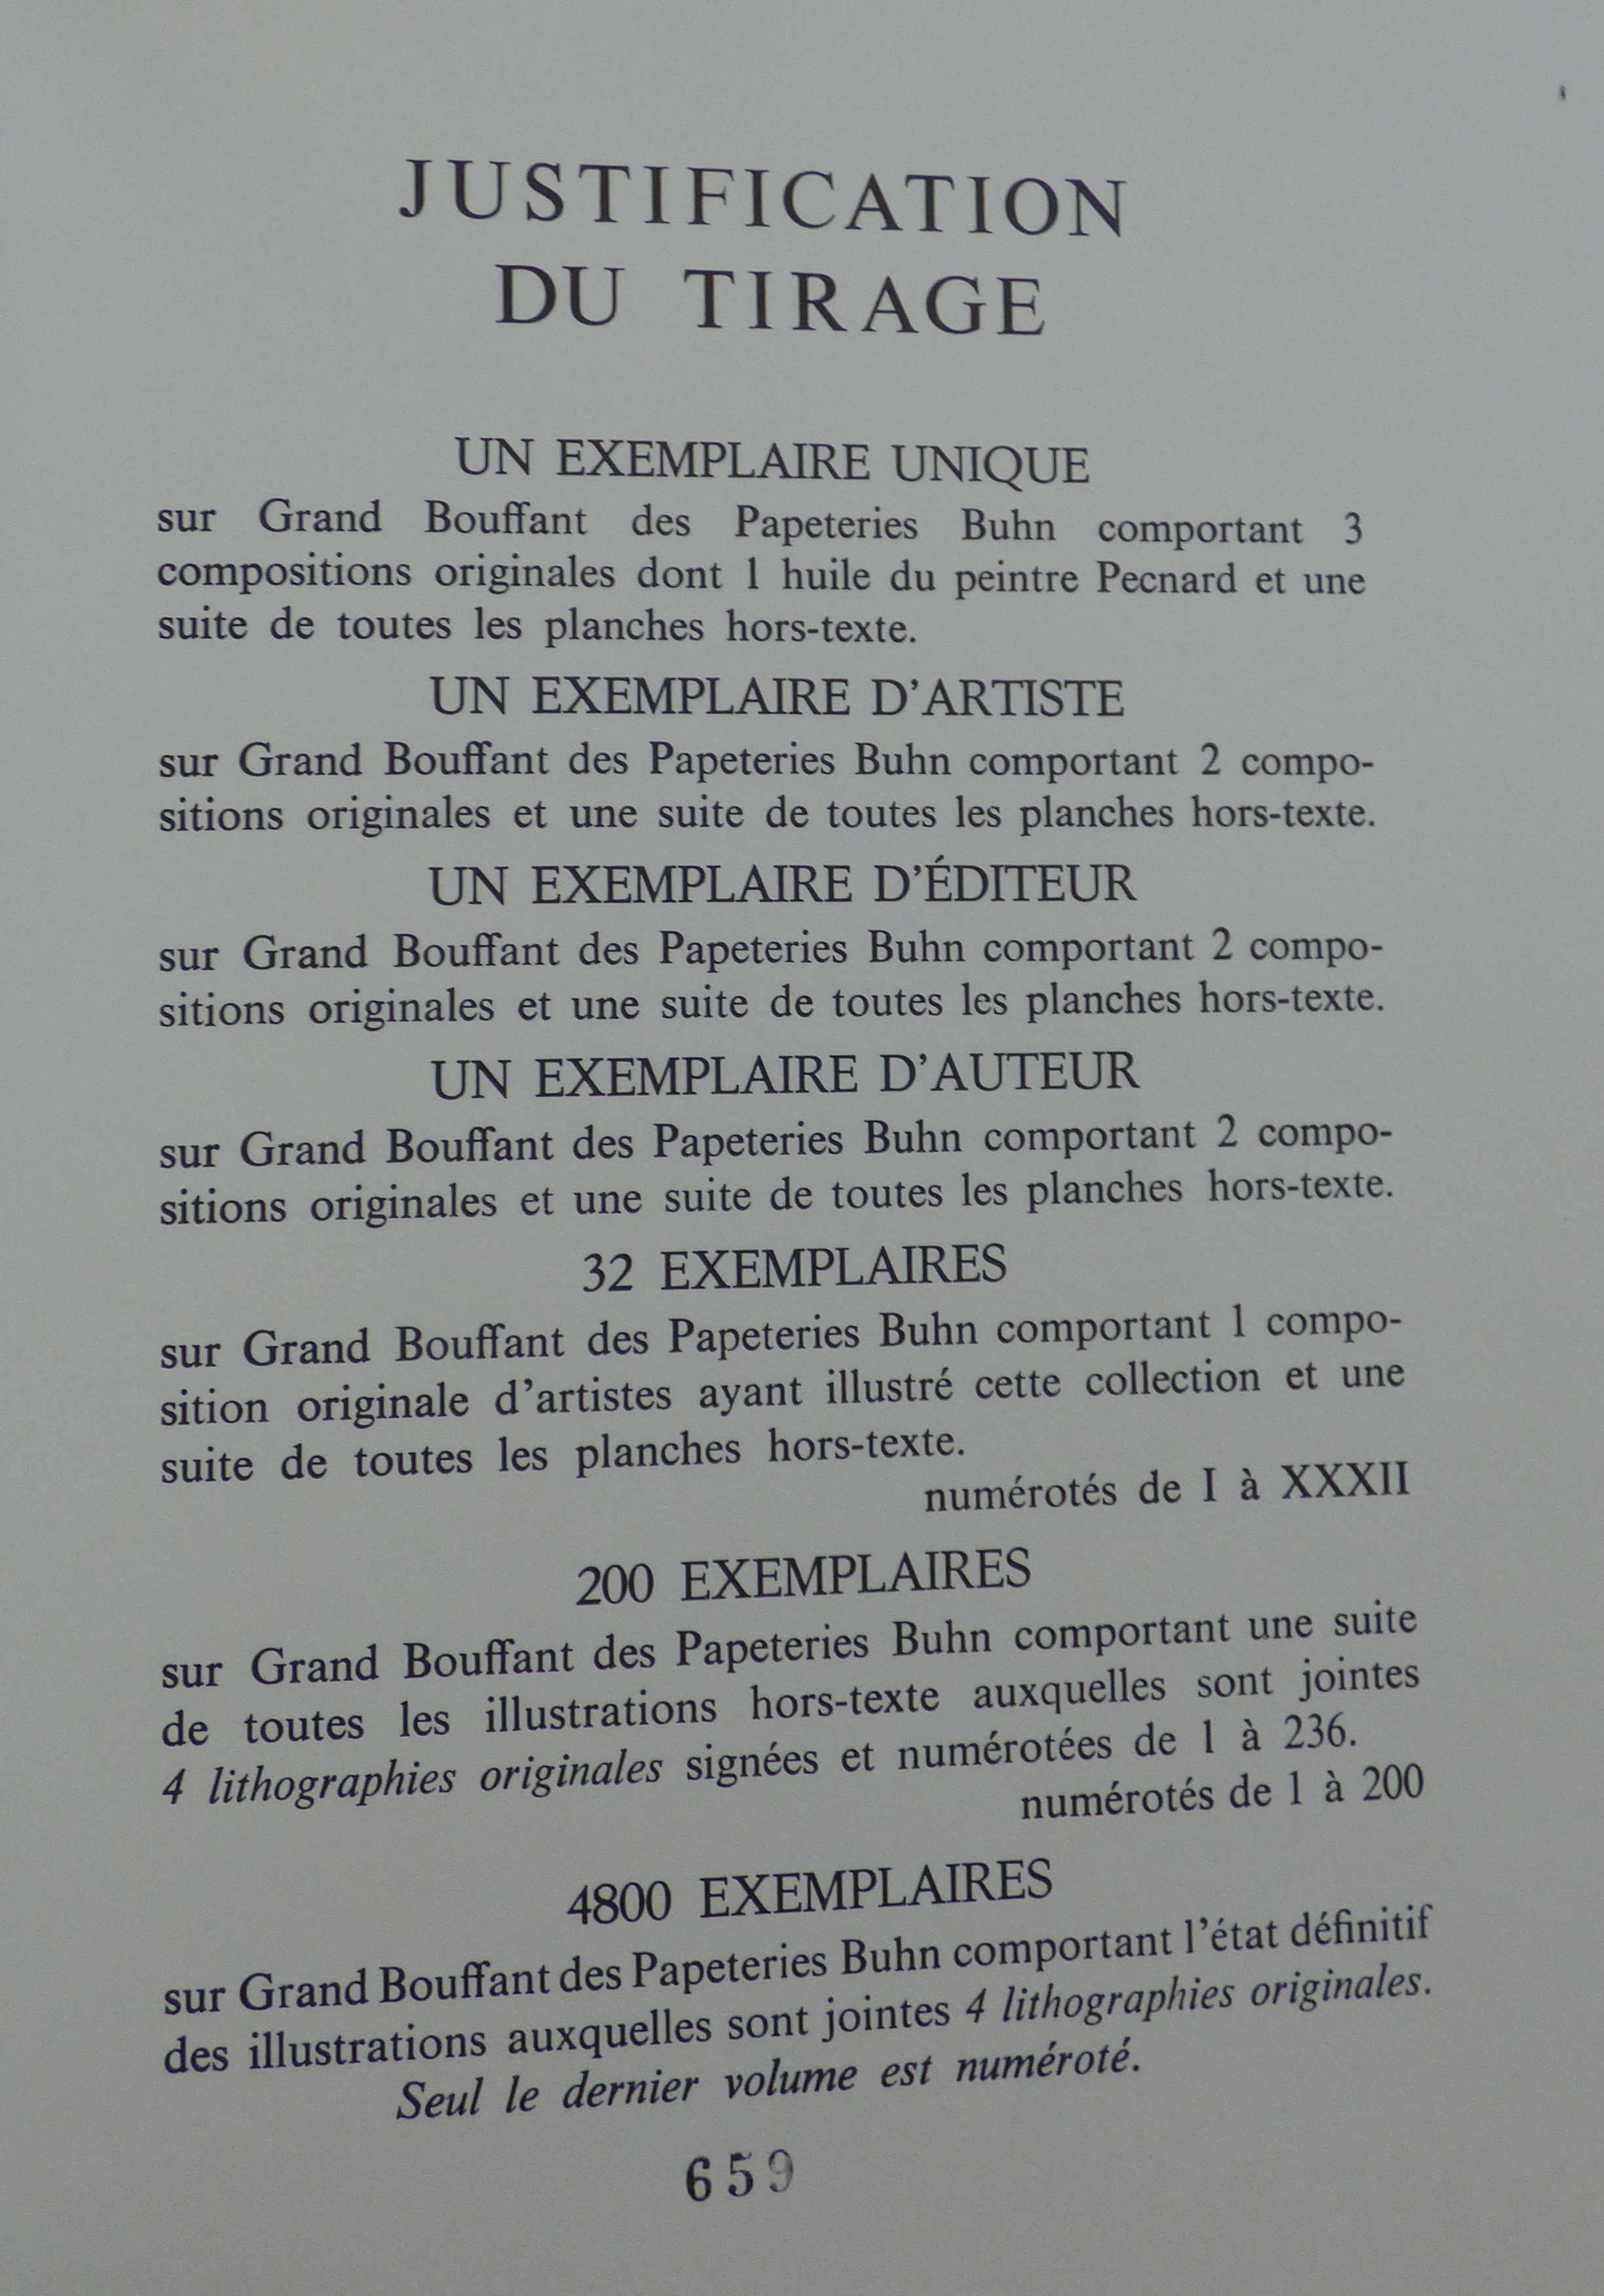 JUSTIFICATION
DU TIRAGE
UN EXEMPLAIRE UNIQUE
sur Grand Bouffant des Papeteries Buhn comportant 3
compositions originales dont 1 huile du peintre Pecnard et une
suite de toutes les planches hors-texte.
UN EXEMPLAIRE D'ARTISTE
sur Grand Bouffant des Papeteries Buhn comportant 2 compo-
sitions originales et une suite de toutes les planches hors-texte.
UN EXEMPLAIRE D'ÉDITEUR
sur Grand Bouffant des Papeteries Buhn comportant 2 compo-
sitions originales et une suite de toutes les planches hors-texte.
UN EXEMPLAIRE D'AUTEUR
sur Grand Bouffant des Papeteries Buhn comportant 2 compo-
sitions originales et une suite de toutes les planches hors-texte.
32 EXEMPLAIRES
sur Grand Bouffant des Papeteries Buhn comportant 1 compo-
sition originale d'artistes ayant illustré cette collection et une
suite de toutes les planches hors-texte.
numérotés de I à XXXII
200 EXEMPLAIRES
sur Grand Bouffant des Papeteries Buhn comportant une suite
de toutes les illustrations hors-texte auxquelles sont jointes
4 lithographies originales signées et numérotées de 1 à 236.
numérotés de 1 à 200
4800 EXEMPLAIRES
sur Grand Bouffant des Papeteries Buhn comportant l'état définitif
des illustrations auxquelles sont jointes 4 lithographies originales.
Seul le dernier volume est numéroté.
659